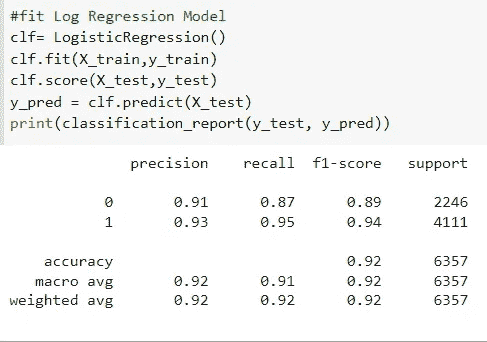 #fit Log Regression Model
clf= LogisticRegression()
clf.fit(X_train,y_train)
clf.score(X_test,y_test)
y_pred = clf.predict(X_test)
print(classification_report(y_test, y_pred))
precision recall f1-score support
0 0.91 0.87 0.89 2246
1 0.93 0.95 0.94 4111
accuracy 0.92 6357
macro avg 0.92 0.91 0.92 6357
weighted avg 0.92 0.92 0.92 6357